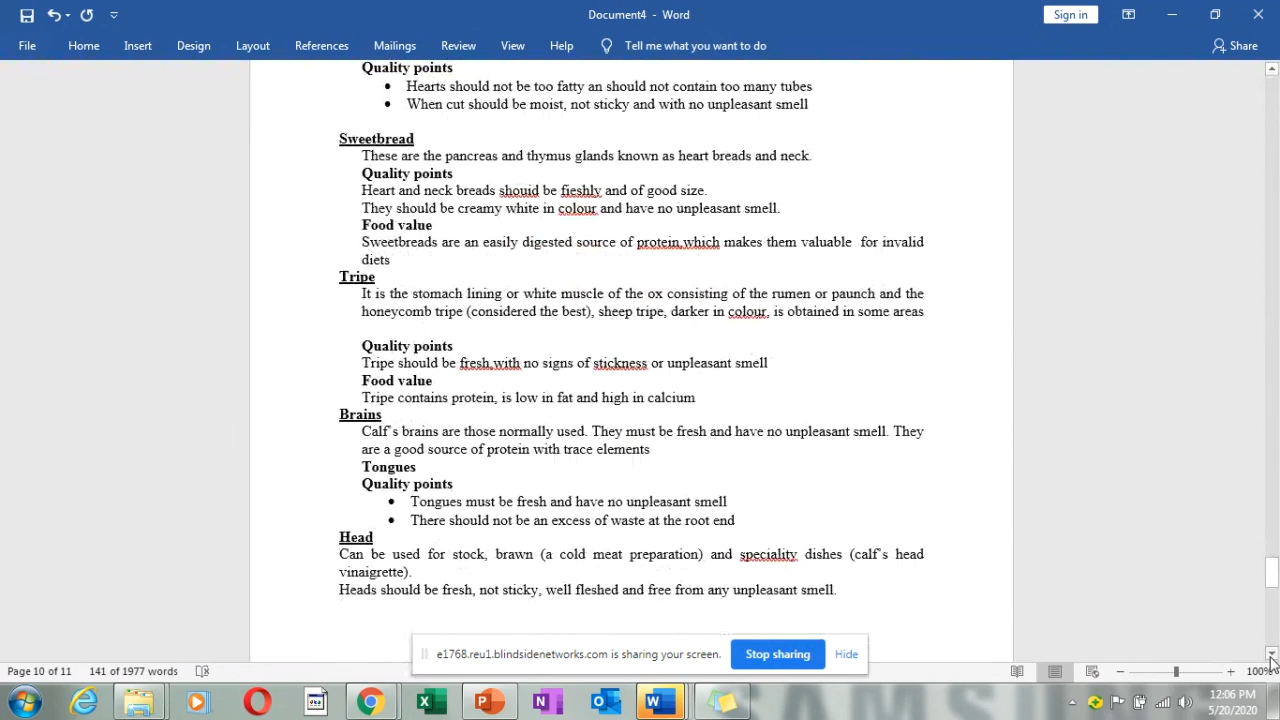 Document4 - Word
Sign in
File Home Insert Design Layout References Mailings Review View Help Tell me what you want to do Share
Quality points
• Hearts should not be too fatty an should not contain too many tubes
• When cut should be moist, not sticky and with no unpleasant smell
Sweetbread
These are the pancreas and thymus glands known as heart breads and neck.
Quality points
Heart and neck breads shouid be fieshly and of good size.
They should be creamy white in colour and have no unpleasant smell.
Food value
Sweetbreads are an easily digested source of protein,which makes them valuable for invalid
diets
Tripe
It is the stomach lining or white muscle of the ox consisting of the rumen or paunch and the
honeycomb tripe (considered the best), sheep tripe, darker in colour, is obtained in some areas
Quality points
Tripe should be fresh,with no signs of stickness or unpleasant smell
Food value
Tripe contains protein, is low in fat and high in calcium
Brains
Calf's brains are those normally used. They must be fresh and have no unpleasant smell. They
are a good source of protein with trace elements
Tongues
Quality points
• Tongues must be fresh and have no unpleasant smell
• There should not be an excess of waste at the root end
Head
Can be used for stock, brawn (a cold meat preparation) and speciality dishes (calf's head
vinaigrette).
Heads should be fresh, not sticky, well fleshed and free from any unpleasant smell.
e1768.reu1.blindsidenetworks.com is sharing your screen. Stop sharing Hide
Page 10 of 11 141 of 1977 words 100%
12:06 PM
5/20/2020